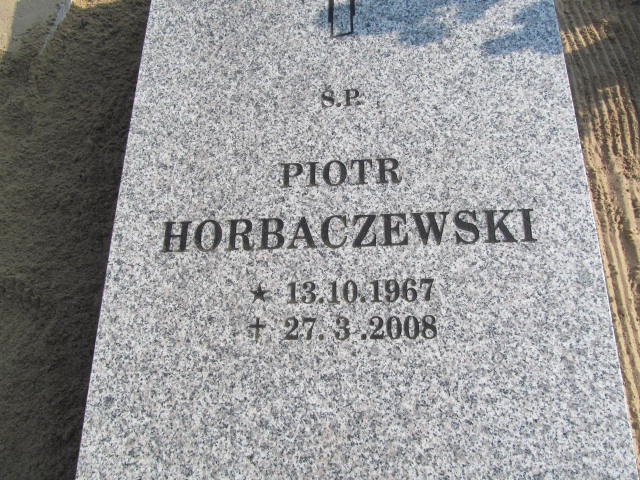 Ś.P.
PIOTR
HORBACZEWSKI
★ 13.10.1967
✝ 27.3.2008